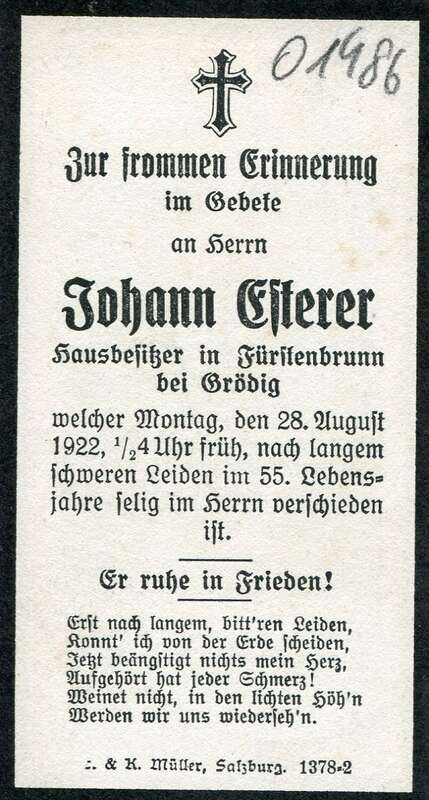 01986
Zur frommen Erinnerung
im Gebete
an Herrn
Johann Esterer
Hausbesitzer in Fürstenbrunn
bei Grödig
welcher Montag, den 28. August
1922, 1/2 4 Uhr früh, nach langem
schweren Leiden im 55. Lebens-
jahre selig im Herrn verschieden
ist.
Er ruhe in Frieden!
Erst nach langem, bitt'ren Leiden,
Konnt' ich von der Erde scheiden,
Jetzt beängstigt nichts mein Herz,
Aufgehört hat jeder Schmerz!
Weinet nicht, in den lichten Höh'n
Werden wir uns wiederseh'n.
& K. Müller, Salzburg. 1378-2